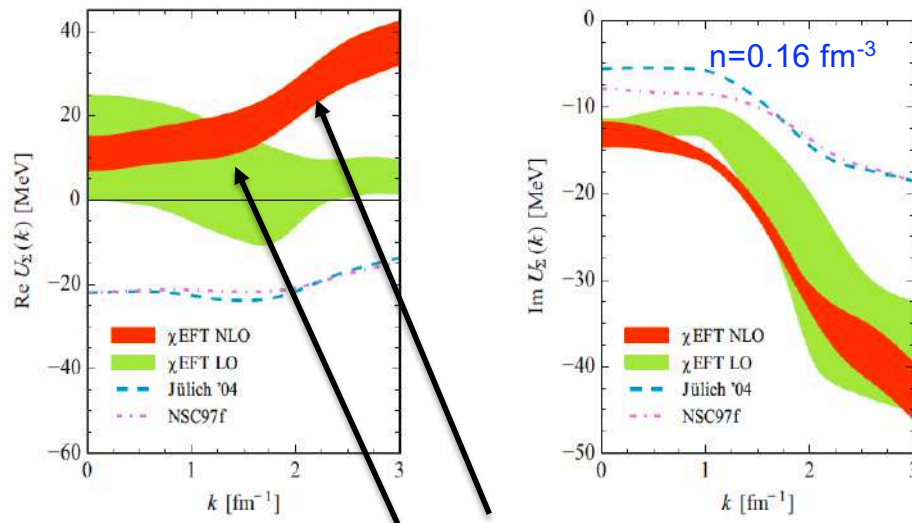 40
20
0
−20
−40
−60
0
1
2
3
Re U_Σ(k) [MeV]
k [fm⁻¹]
χEFT NLO
χEFT LO
Jülich '04
NSC97f
n=0.16 fm⁻³
0
−10
−20
−30
−40
−50
0
1
2
3
Im U_Σ(k) [MeV]
k [fm⁻¹]
χEFT NLO
χEFT LO
Jülich '04
NSC97f